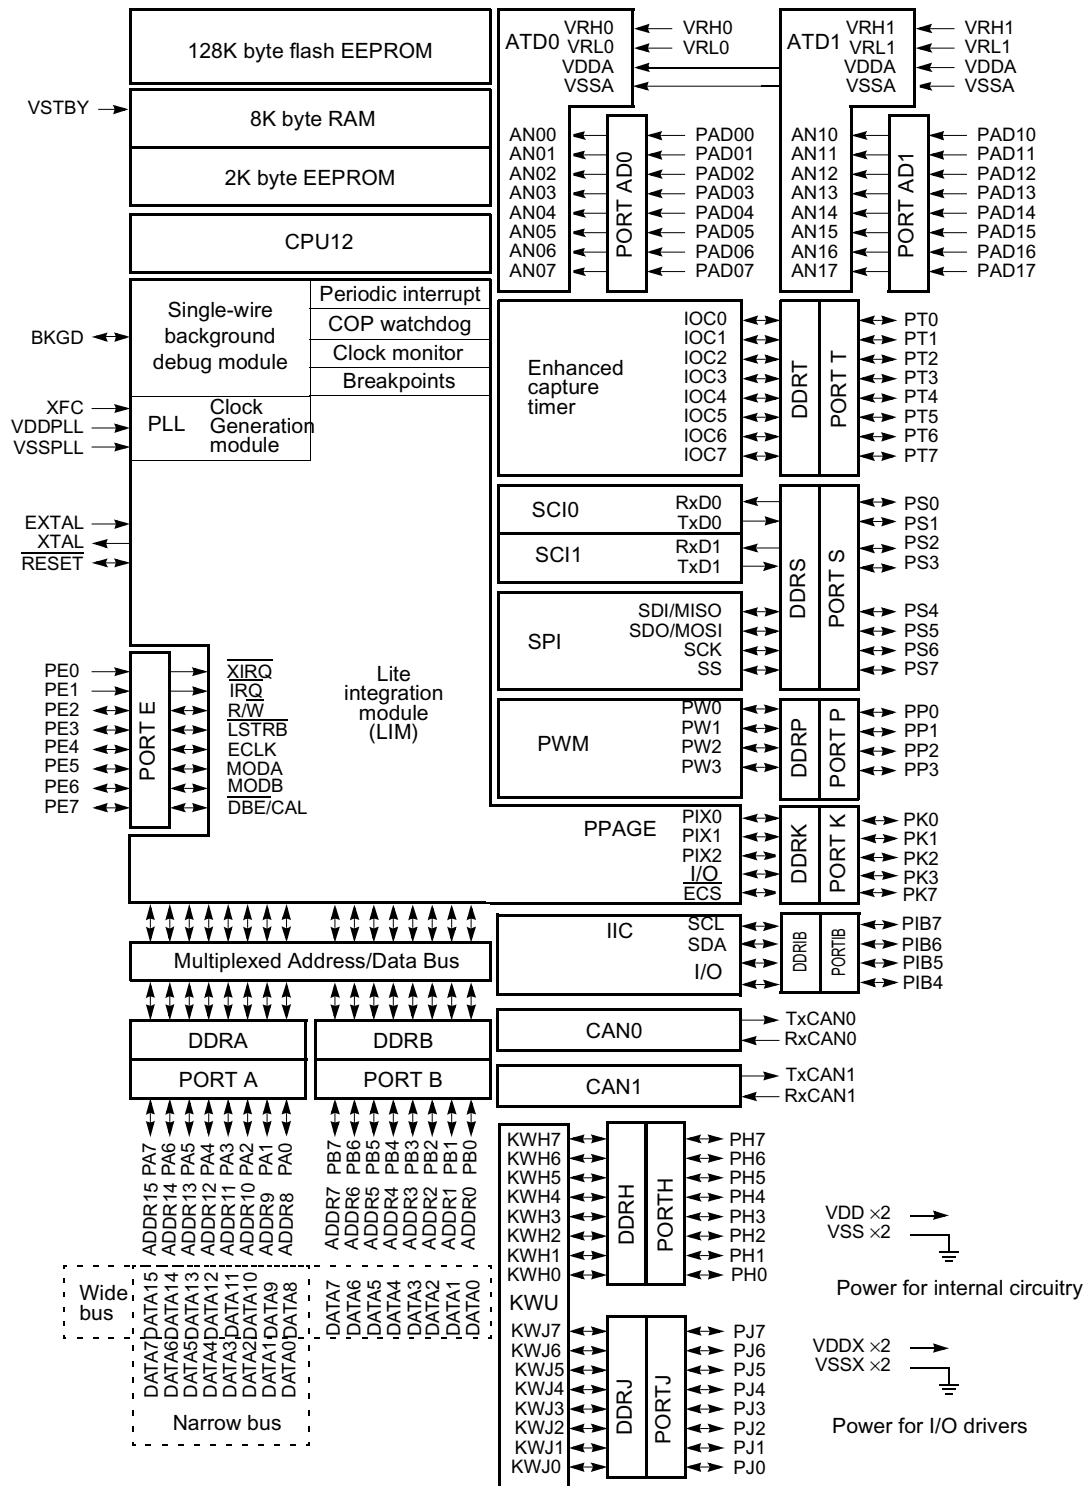 128K byte flash EEPROM
VSTBY
8K byte RAM
2K byte EEPROM
CPU12
Single-wire
background
debug module
Periodic interrupt
COP watchdog
Clock monitor
Breakpoints
BKGD
XFC
VDDPLL
VSSPLL
PLL
Clock
Generation
module
EXTAL
XTAL
RESET
PE0
PE1
PE2
PE3
PE4
PE5
PE6
PE7
PORT E
XIRQ
IRQ
R/W
LSTRB
ECLK
MODA
MODB
DBE/CAL
Lite
integration
module
(LIM)
ATD0
VRH0
VRL0
VDDA
VSSA
VRH0
VRL0
AN00
AN01
AN02
AN03
AN04
AN05
AN06
AN07
PORT AD0
PAD00
PAD01
PAD02
PAD03
PAD04
PAD05
PAD06
PAD07
ATD1
VRH1
VRL1
VDDA
VSSA
VRH1
VRL1
VDDA
VSSA
AN10
AN11
AN12
AN13
AN14
AN15
AN16
AN17
PORT AD1
PAD10
PAD11
PAD12
PAD13
PAD14
PAD15
PAD16
PAD17
Enhanced
capture
timer
IOC0
IOC1
IOC2
IOC3
IOC4
IOC5
IOC6
IOC7
DDRT
PORT T
PT0
PT1
PT2
PT3
PT4
PT5
PT6
PT7
SCI0
RxD0
TxD0
SCI1
RxD1
TxD1
SPI
SDI/MISO
SDO/MOSI
SCK
SS
DDRS
PORT S
PS0
PS1
PS2
PS3
PS4
PS5
PS6
PS7
PWM
PW0
PW1
PW2
PW3
DDRP
PORT P
PP0
PP1
PP2
PP3
PPAGE
PIX0
PIX1
PIX2
I/O
ECS
DDRK
PORT K
PK0
PK1
PK2
PK3
PK7
IIC
SCL
SDA
I/O
DDRIB
PORTIB
PIB7
PIB6
PIB5
PIB4
CAN0
TxCAN0
RxCAN0
CAN1
TxCAN1
RxCAN1
Multiplexed Address/Data Bus
DDRA
PORT A
DDRB
PORT B
PA7
PA6
PA5
PA4
PA3
PA2
PA1
PA0
PB7
PB6
PB5
PB4
PB3
PB2
PB1
PB0
ADDR15
ADDR14
ADDR13
ADDR12
ADDR11
ADDR10
ADDR9
ADDR8
ADDR7
ADDR6
ADDR5
ADDR4
ADDR3
ADDR2
ADDR1
ADDR0
Wide
bus
DATA15
DATA14
DATA13
DATA12
DATA11
DATA10
DATA9
DATA8
DATA7
DATA6
DATA5
DATA4
DATA3
DATA2
DATA1
DATA0
DATA7
DATA6
DATA5
DATA4
DATA3
DATA2
DATA1
DATA0
Narrow bus
KWH7
KWH6
KWH5
KWH4
KWH3
KWH2
KWH1
KWH0
KWU
KWJ7
KWJ6
KWJ5
KWJ4
KWJ3
KWJ2
KWJ1
KWJ0
DDRH
PORTH
PH7
PH6
PH5
PH4
PH3
PH2
PH1
PH0
DDRJ
PORTJ
PJ7
PJ6
PJ5
PJ4
PJ3
PJ2
PJ1
PJ0
VDD ×2
VSS ×2
Power for internal circuitry
VDDX ×2
VSSX ×2
Power for I/O drivers